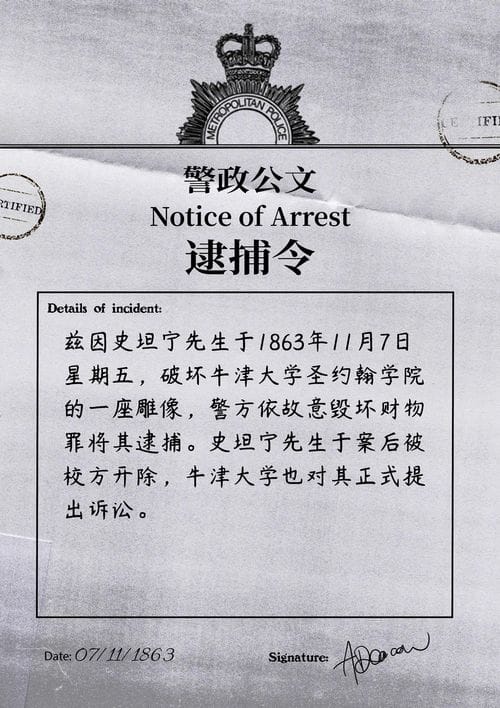 METROPOLITAN POLICE
CERTIFI
RTIFIED
警政公文
Notice of Arrest
逮捕令
Details of incident:
兹因史坦宁先生于1863年11月7日
星期五，破坏牛津大学圣约翰学院
的一座雕像，警方依故意毁坏财物
罪将其逮捕。史坦宁先生于案后被
校方开除，牛津大学也对其正式提
出诉讼。
Date: 07/11/1863
Signature: